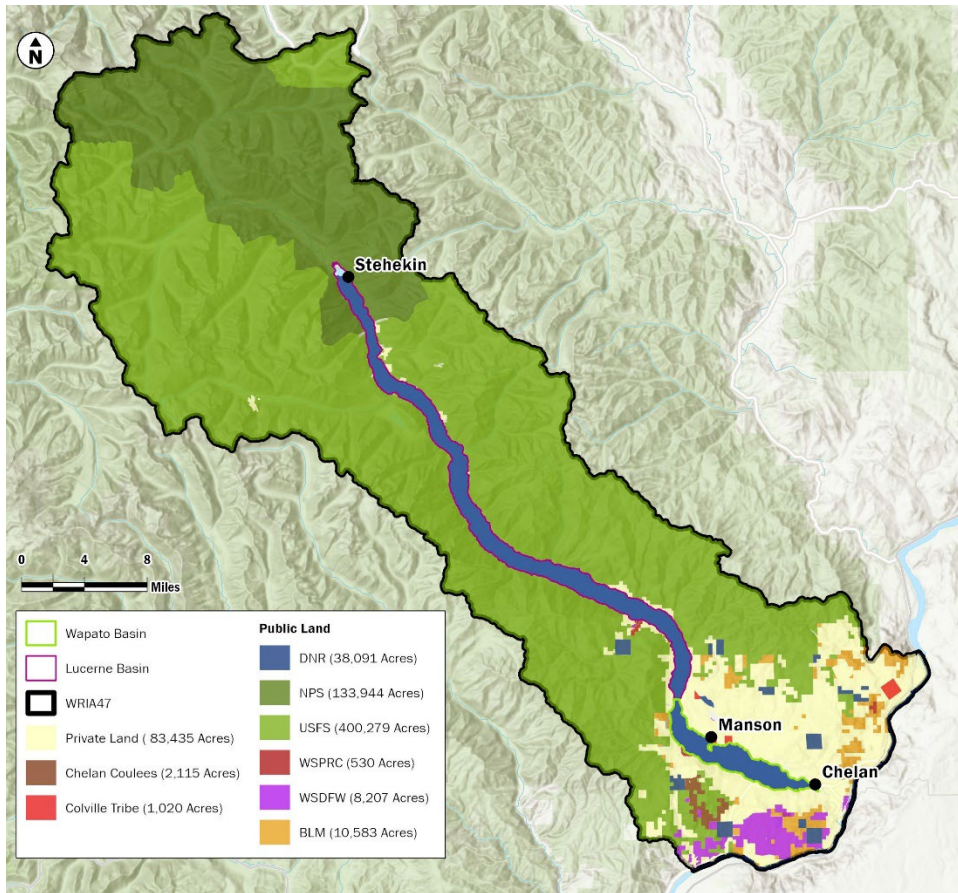 N
Stehekin
0 4 8
Miles
Manson
Chelan
Wapato Basin
Lucerne Basin
WRIA47
Private Land ( 83,435 Acres)
Chelan Coulees (2,115 Acres)
Colville Tribe (1,020 Acres)
Public Land
DNR (38,091 Acres)
NPS (133,944 Acres)
USFS (400,279 Acres)
WSPRC (530 Acres)
WSDFW (8,207 Acres)
BLM (10,583 Acres)